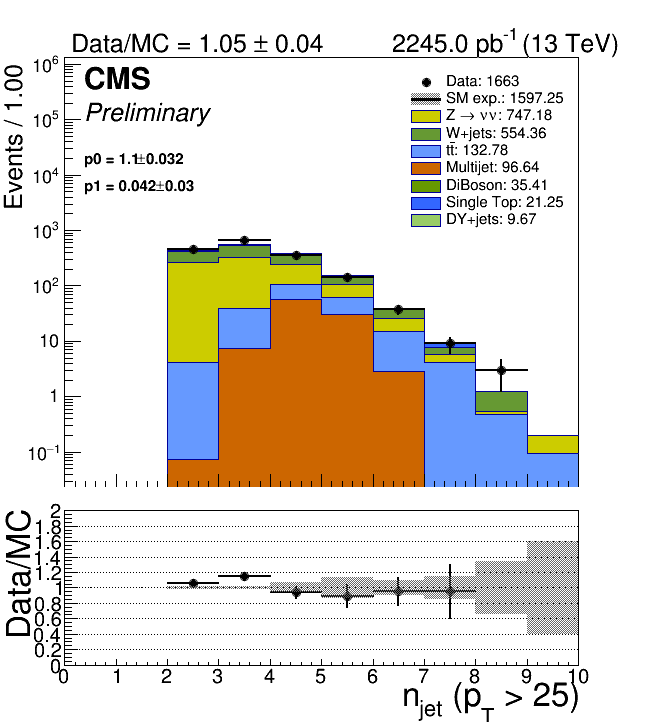 Data/MC = 1.05 ± 0.04 2245.0 pb⁻¹ (13 TeV)
CMS
Preliminary
p0 = 1.1±0.032
p1 = 0.042±0.03
Data: 1663
SM exp.: 1597.25
Z → νν: 747.18
W+jets: 554.36
tt̄: 132.78
Multijet: 96.64
DiBoson: 35.41
Single Top: 21.25
DY+jets: 9.67
Events / 1.00
10⁶
10⁵
10⁴
10³
10²
10
1
10⁻¹
Data/MC
2
1.8
1.6
1.4
1.2
1
0.8
0.6
0.4
0.2
0
0 1 2 3 4 5 6 7 8 9 10
n_jet (p_T > 25)